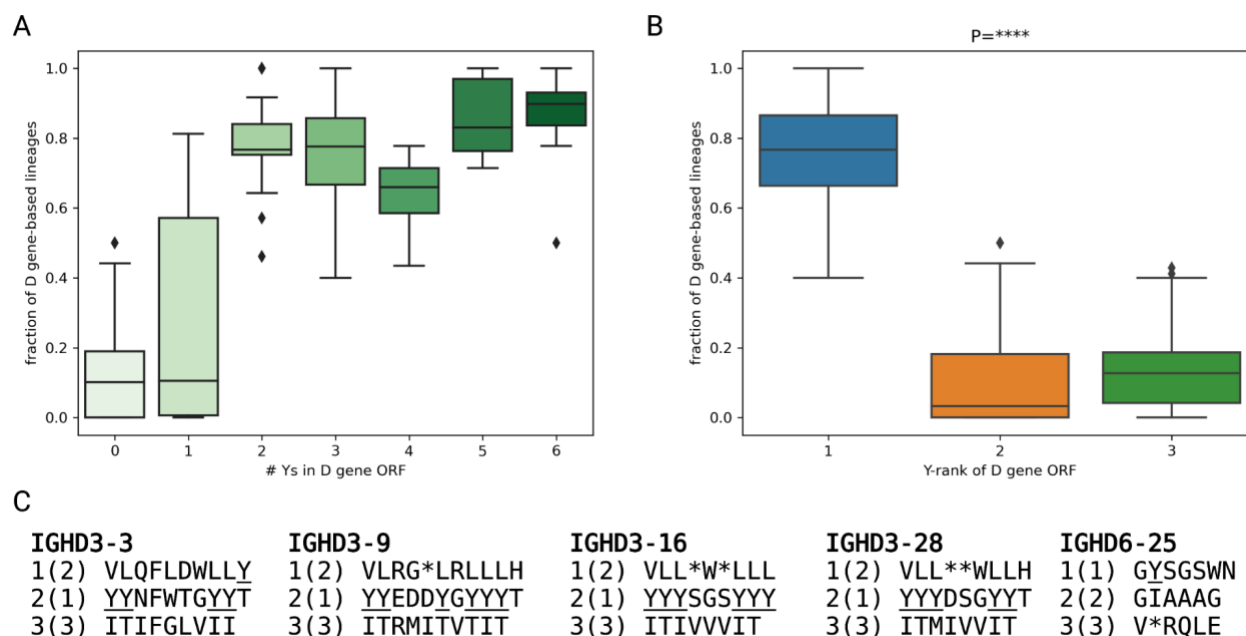 A
B
P=****
fraction of D gene-based lineages
1.0
0.8
0.6
0.4
0.2
0.0
0 1 2 3 4 5 6
# Ys in D gene ORF
fraction of D gene-based lineages
1.0
0.8
0.6
0.4
0.2
0.0
1 2 3
Y-rank of D gene ORF
C
IGHD3-3
1(2) VLQFLDWLLY
2(1) YYNFWTGYYT
3(3) ITIFGLVII
IGHD3-9
1(2) VLRG*LRLLLH
2(1) YYEDDYGYYYT
3(3) ITRMITVTIT
IGHD3-16
1(2) VLL*W*LLL
2(1) YYYSGSYYY
3(3) ITIVVVIT
IGHD3-28
1(2) VLL**WLLH
2(1) YYYDSGYYT
3(3) ITMIVVIT
IGHD6-25
1(1) GYSGSWN
2(2) GIAAAG
3(3) V*RQLE